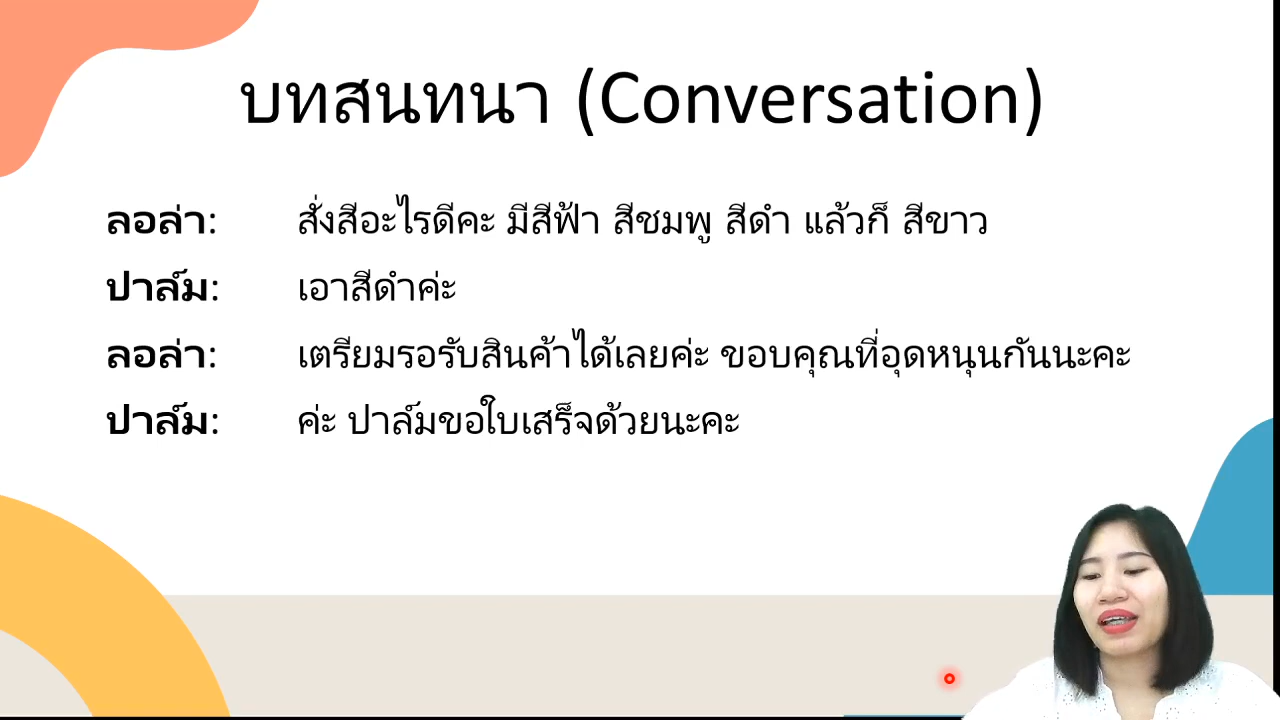 บทสนทนา (Conversation)
ลอล่า: สั่งสีอะไรดีคะ มีสีฟ้า สีชมพู สีดำ แล้วก็ สีขาว
ปาล์ม: เอาสีดำค่ะ
ลอล่า: เตรียมรอรับสินค้าได้เลยค่ะ ขอบคุณที่อุดหนุนกันนะคะ
ปาล์ม: ค่ะ ปาล์มขอใบเสร็จด้วยนะคะ